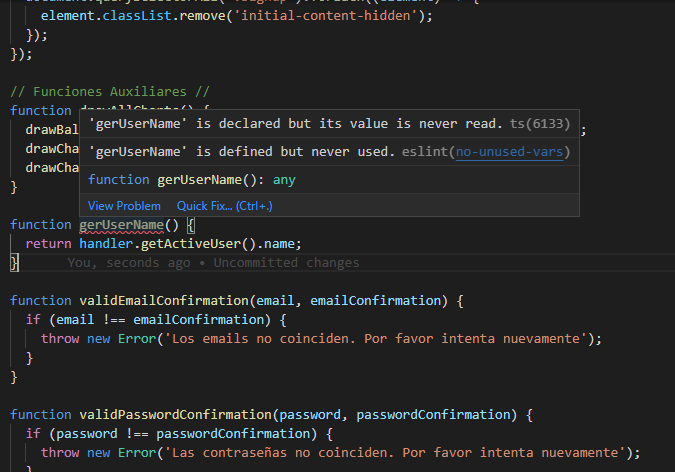 element.classList.remove('initial-content-hidden');
});
});
// Funciones Auxiliares //
function drawAllCharts() {
'gerUserName' is declared but its value is never read. ts(6133)
drawBal ;
'gerUserName' is defined but never used. eslint(no-unused-vars)
drawCha
drawCha
function gerUserName(): any
}
View Problem Quick Fix... (Ctrl+.)
function gerUserName() {
return handler.getActiveUser().name;
}
You, seconds ago • Uncommitted changes
function validEmailConfirmation(email, emailConfirmation) {
if (email !== emailConfirmation) {
throw new Error('Los emails no coinciden. Por favor intenta nuevamente');
}
}
function validPasswordConfirmation(password, passwordConfirmation) {
if (password !== passwordConfirmation) {
throw new Error('Las contraseñas no coinciden. Por favor intenta nuevamente');